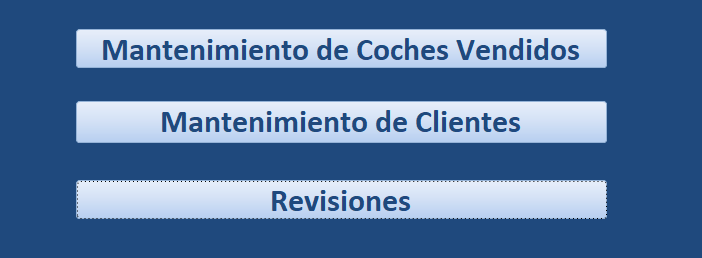 Mantenimiento de Coches Vendidos
Mantenimiento de Clientes
Revisiones